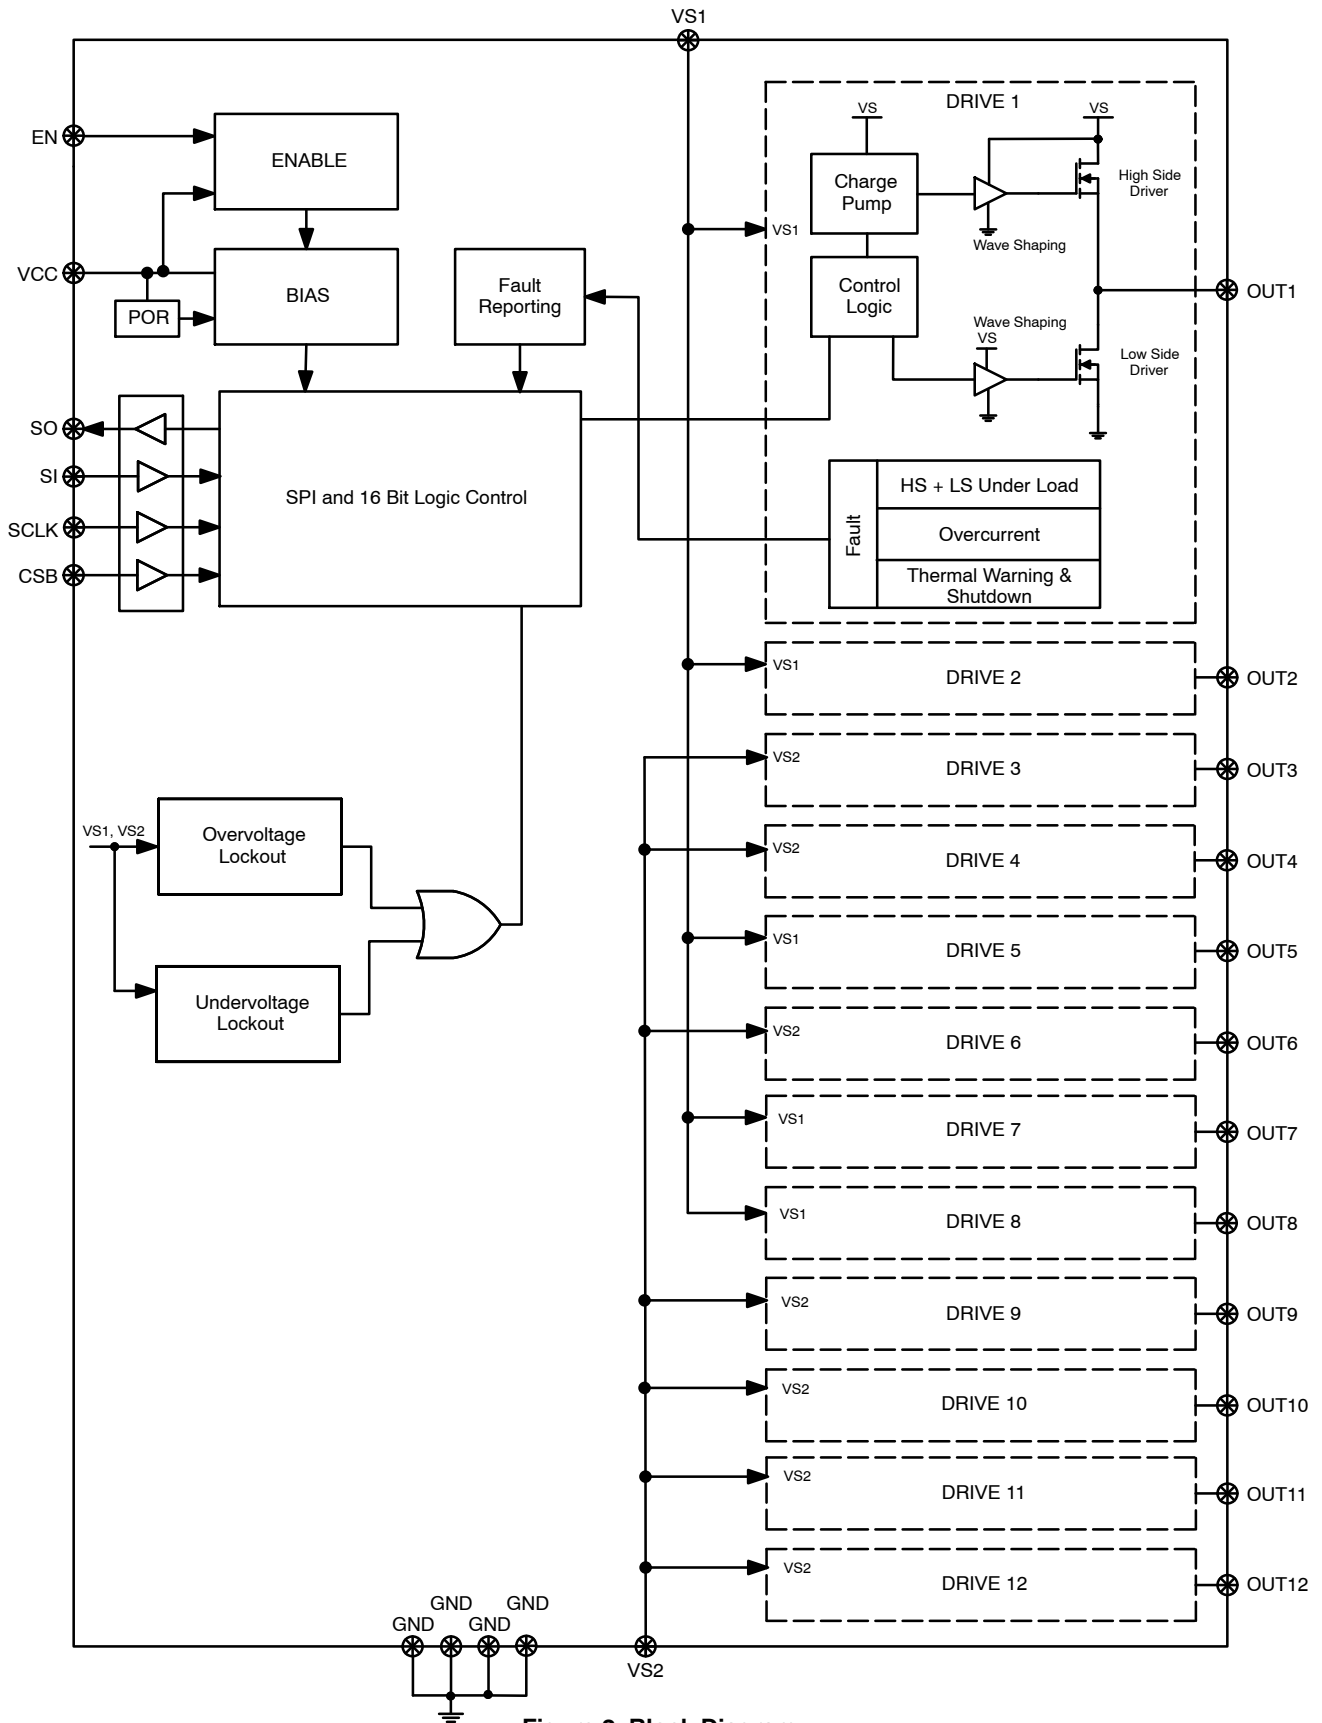 VS1
DRIVE 1
VS
VS
EN
ENABLE
Charge
Pump
High Side
Driver
VS1
Wave Shaping
VCC
BIAS
POR
Fault
Reporting
Control
Logic
OUT1
Wave Shaping
VS
Low Side
Driver
SO
SI
SCLK
CSB
SPI and 16 Bit Logic Control
Fault
HS + LS Under Load
Overcurrent
Thermal Warning &
Shutdown
VS1
DRIVE 2
OUT2
VS2
DRIVE 3
OUT3
VS1, VS2
Overvoltage
Lockout
VS2
DRIVE 4
OUT4
VS1
DRIVE 5
OUT5
Undervoltage
Lockout
VS2
DRIVE 6
OUT6
VS1
DRIVE 7
OUT7
VS1
DRIVE 8
OUT8
VS2
DRIVE 9
OUT9
VS2
DRIVE 10
OUT10
VS2
DRIVE 11
OUT11
VS2
DRIVE 12
OUT12
GND
GND
GND
GND
VS2